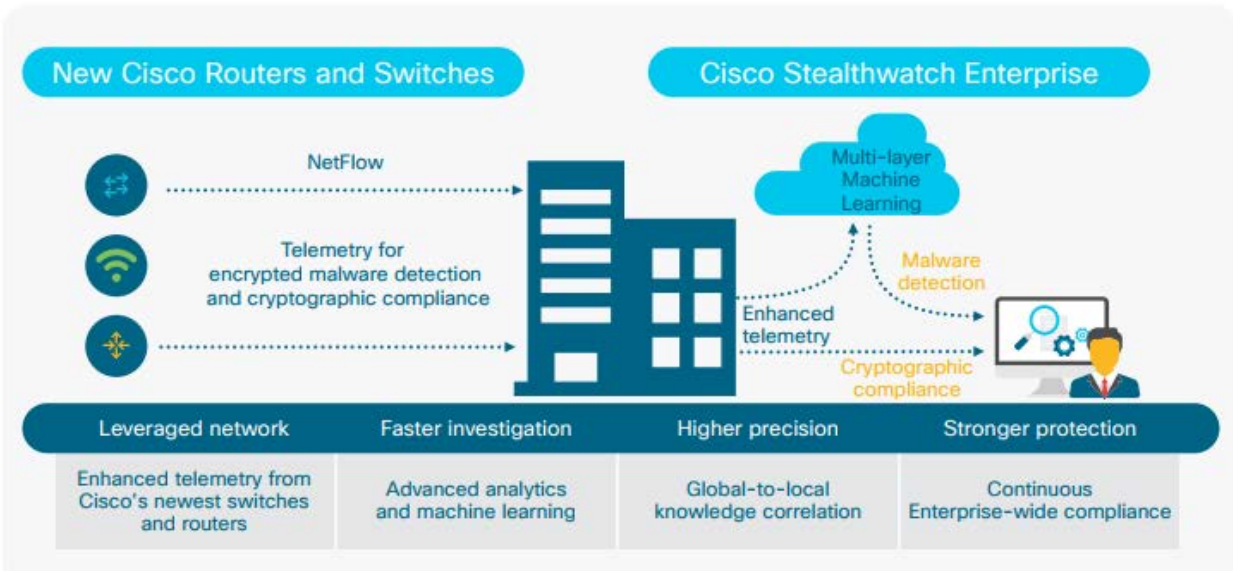 New Cisco Routers and Switches
Cisco Stealthwatch Enterprise
NetFlow
Telemetry for
encrypted malware detection
and cryptographic compliance
Multi-layer
Machine
Learning
Malware
detection
Enhanced
telemetry
Cryptographic
compliance
Leveraged network
Faster investigation
Higher precision
Stronger protection
Enhanced telemetry from
Cisco's newest switches
and routers
Advanced analytics
and machine learning
Global-to-local
knowledge correlation
Continuous
Enterprise-wide compliance